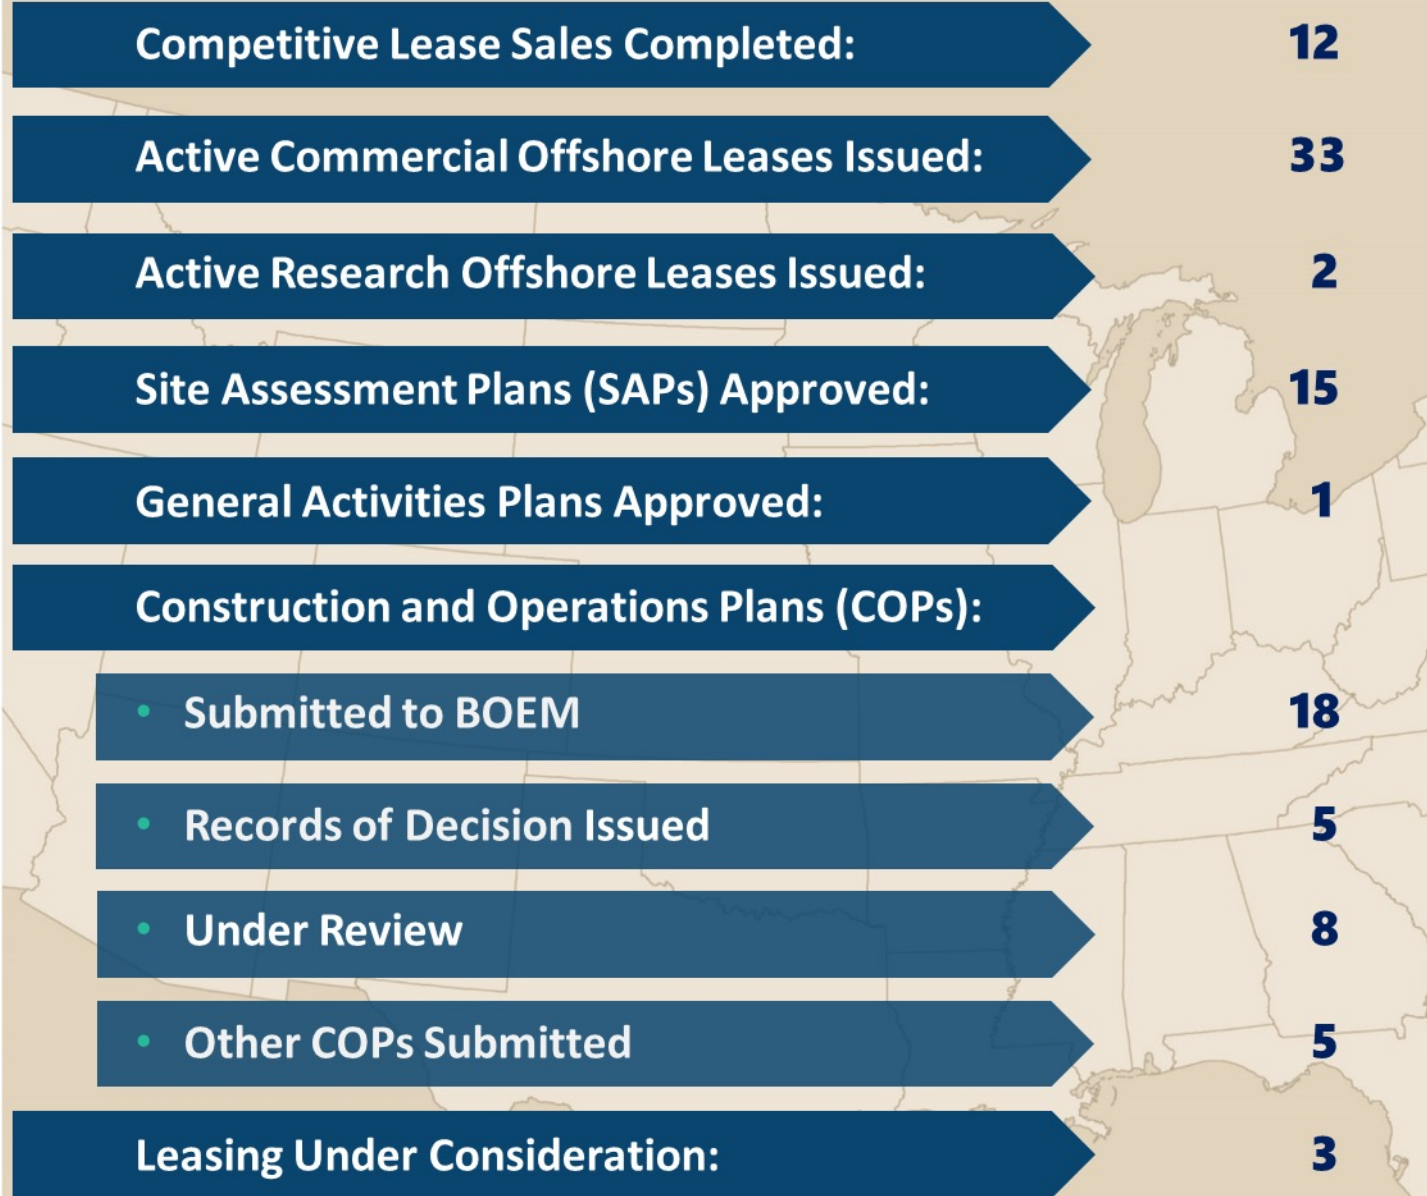 Competitive Lease Sales Completed: 12
Active Commercial Offshore Leases Issued: 33
Active Research Offshore Leases Issued: 2
Site Assessment Plans (SAPs) Approved: 15
General Activities Plans Approved: 1
Construction and Operations Plans (COPs):
• Submitted to BOEM 18
• Records of Decision Issued 5
• Under Review 8
• Other COPs Submitted 5
Leasing Under Consideration: 3